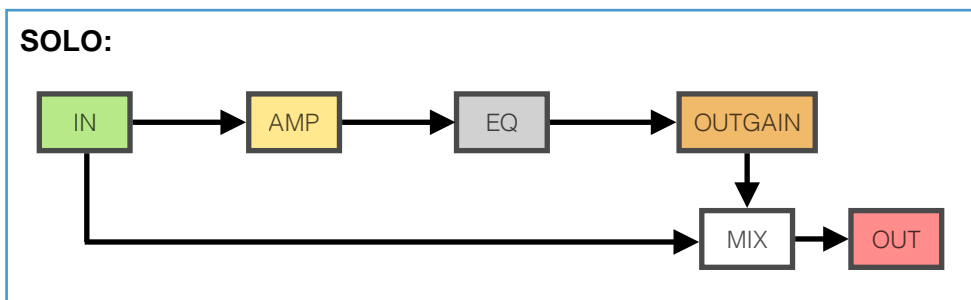 SOLO:
IN
AMP
EQ
OUTGAIN
MIX
OUT